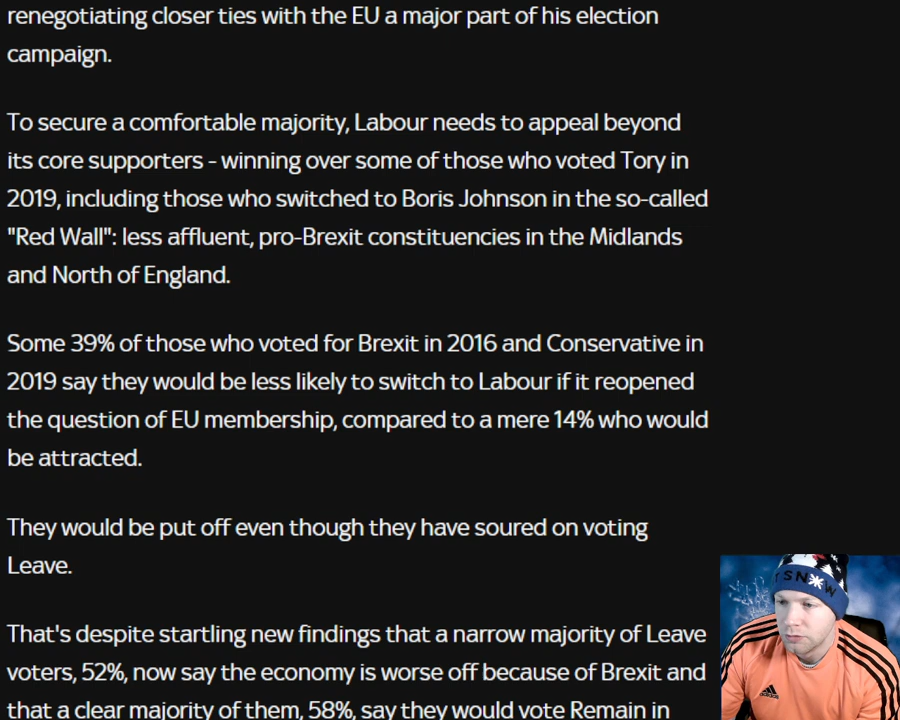 renegotiating closer ties with the EU a major part of his election
campaign.
To secure a comfortable majority, Labour needs to appeal beyond
its core supporters - winning over some of those who voted Tory in
2019, including those who switched to Boris Johnson in the so-called
"Red Wall": less affluent, pro-Brexit constituencies in the Midlands
and North of England.
Some 39% of those who voted for Brexit in 2016 and Conservative in
2019 say they would be less likely to switch to Labour if it reopened
the question of EU membership, compared to a mere 14% who would
be attracted.
They would be put off even though they have soured on voting
Leave.
That's despite startling new findings that a narrow majority of Leave
voters, 52%, now say the economy is worse off because of Brexit and
that a clear majority of them, 58%, say they would vote Remain in
SNOW
adidas